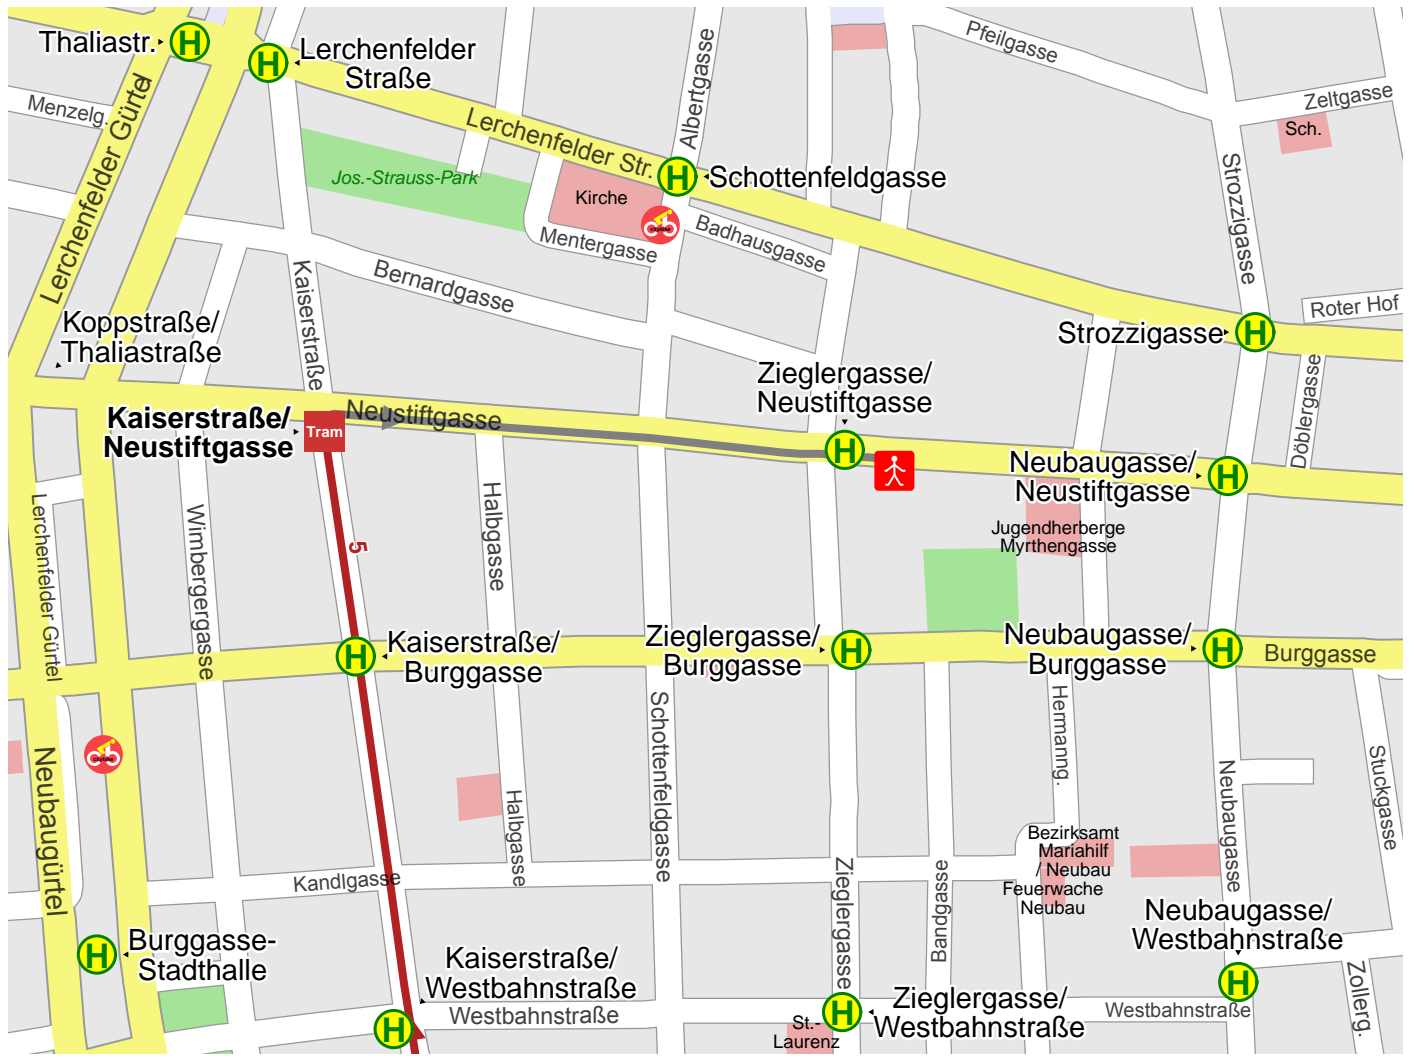 Thaliastr.
H
H
Lerchenfelder
Straße
Pfeilgasse
Zeltgasse
Sch.
Menzelg.
Lerchenfelder Gürtel
Lerchenfelder Str.
Albertgasse
Jos.-Strauss-Park
Kirche
H
Schottenfeldgasse
citybike
Strozzigasse
Mentergasse
Badhausgasse
Bernardgasse
Kaiserstraße
Roter Hof
Koppstraße/
Thaliastraße
Strozzigasse
H
Zieglergasse/
Neustiftgasse
Döblergasse
Kaiserstraße/
Neustiftgasse
Tram
Neustiftgasse
H
Neubaugasse/
Neustiftgasse
H
Lerchenfelder Gürtel
Wimbergergasse
5
Halbgasse
Jugendherberge
Myrthengasse
H
Kaiserstraße/
Burggasse
Zieglergasse/
Burggasse
H
Neubaugasse/
Burggasse
H
Burggasse
Neubaugürtel
citybike
Halbgasse
Schottenfeldgasse
Hermanng.
Neubaugasse
Stuckgasse
Bezirksamt
Mariahilf
/ Neubau
Feuerwache
Neubau
Kandlgasse
Zieglergasse
Bandgasse
H
Burggasse-
Stadthalle
Kaiserstraße/
Westbahnstraße
Neubaugasse/
Westbahnstraße
H
Zollerg.
H
Westbahnstraße
St.-
Laurenz
H
Zieglergasse/
Westbahnstraße
Westbahnstraße